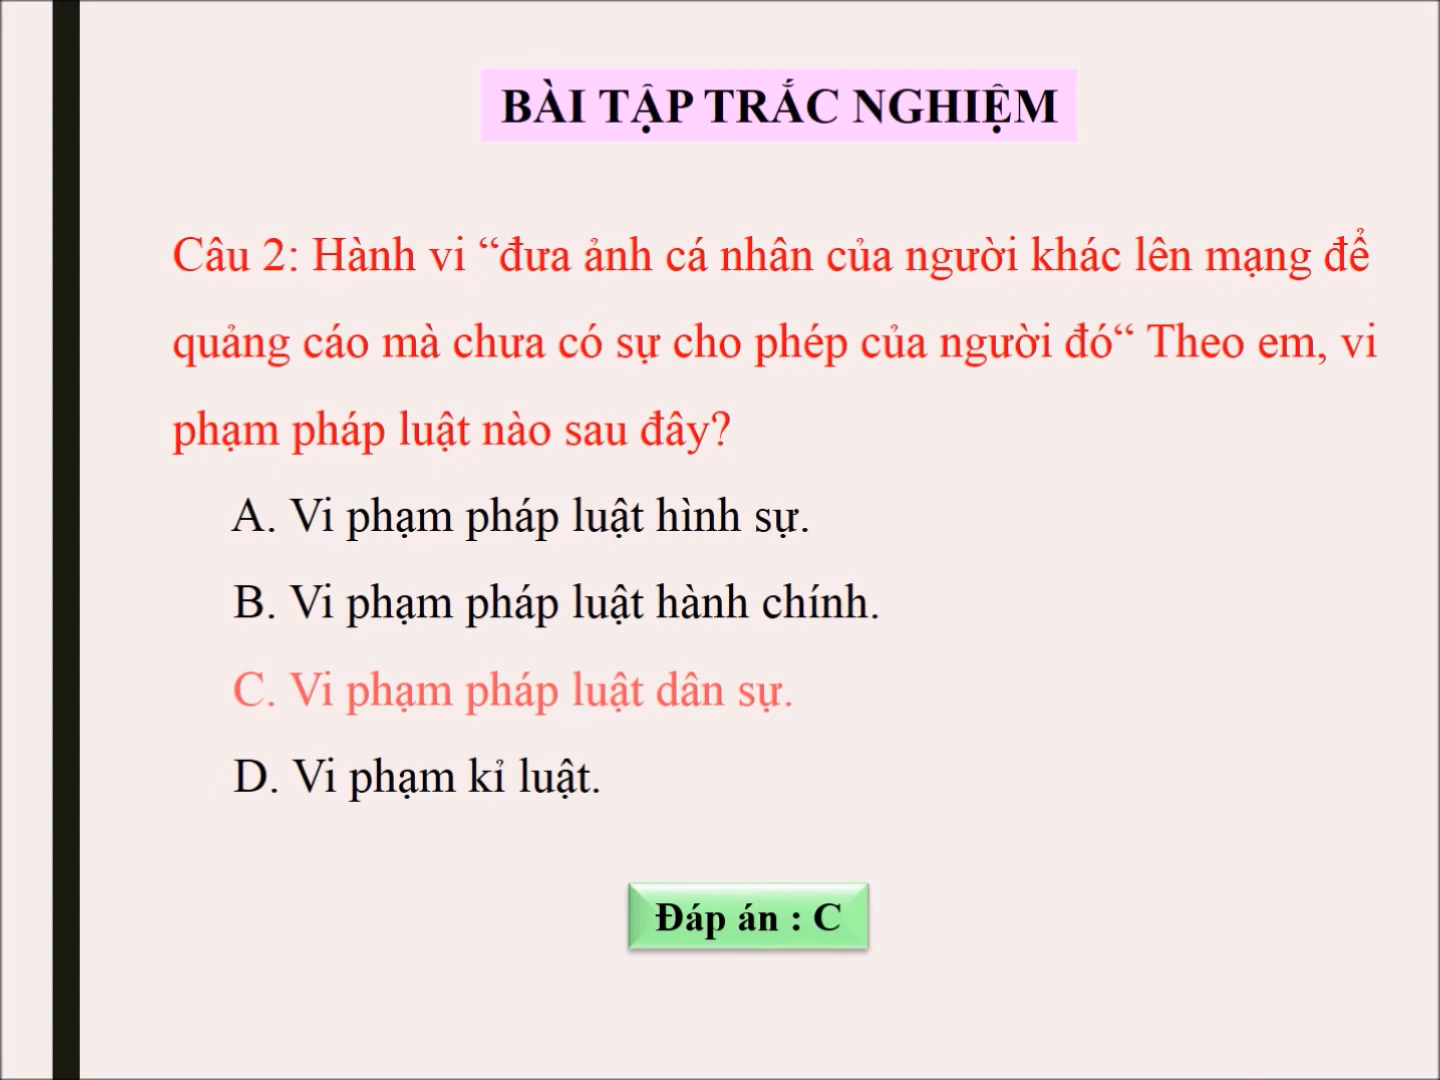 BÀI TẬP TRẮC NGHIỆM
Câu 2: Hành vi “đưa ảnh cá nhân của người khác lên mạng để
quảng cáo mà chưa có sự cho phép của người đó“ Theo em, vi
phạm pháp luật nào sau đây?
A. Vi phạm pháp luật hình sự.
B. Vi phạm pháp luật hành chính.
C. Vi phạm pháp luật dân sự.
D. Vi phạm kỉ luật.
Đáp án : C